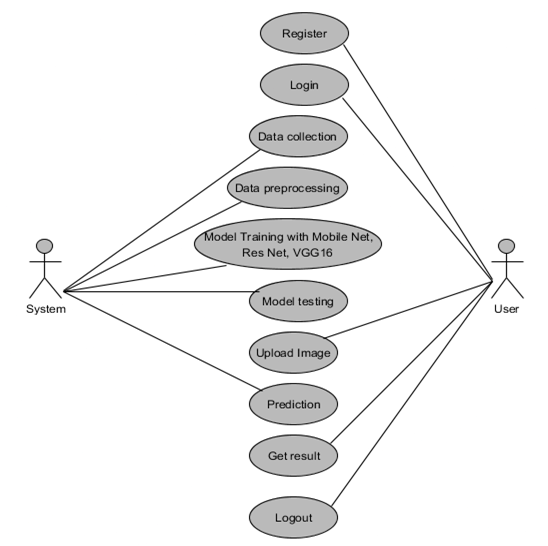 Register
Login
Data collection
Data preprocessing
Model Training with Mobile Net,
Res Net, VGG16
System
User
Model testing
Upload Image
Prediction
Get result
Logout